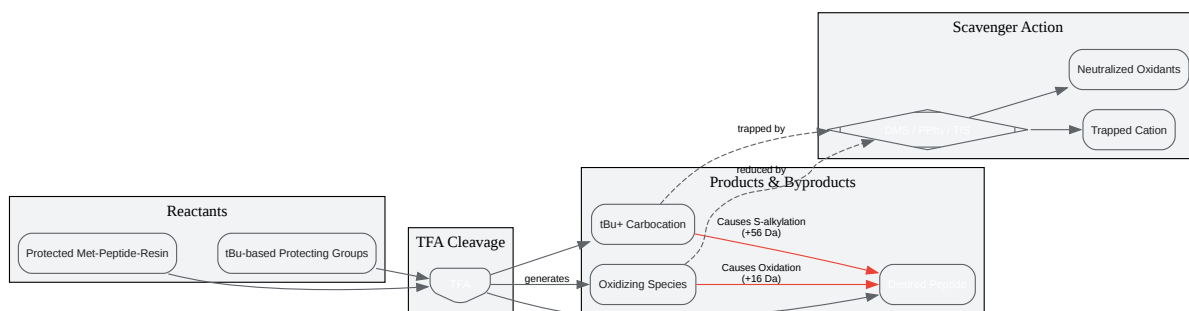 Scavenger Action
Neutralized Oxidants
DMS / PPh₃ / TIS
Trapped Cation
trapped by
reduced by
Products & Byproducts
Reactants
Protected Met-Peptide-Resin
tBu-based Protecting Groups
TFA Cleavage
TFA
generates
tBu+ Carbocation
Causes S-alkylation
(+56 Da)
Oxidizing Species
Causes Oxidation
(+16 Da)
Desired Peptide